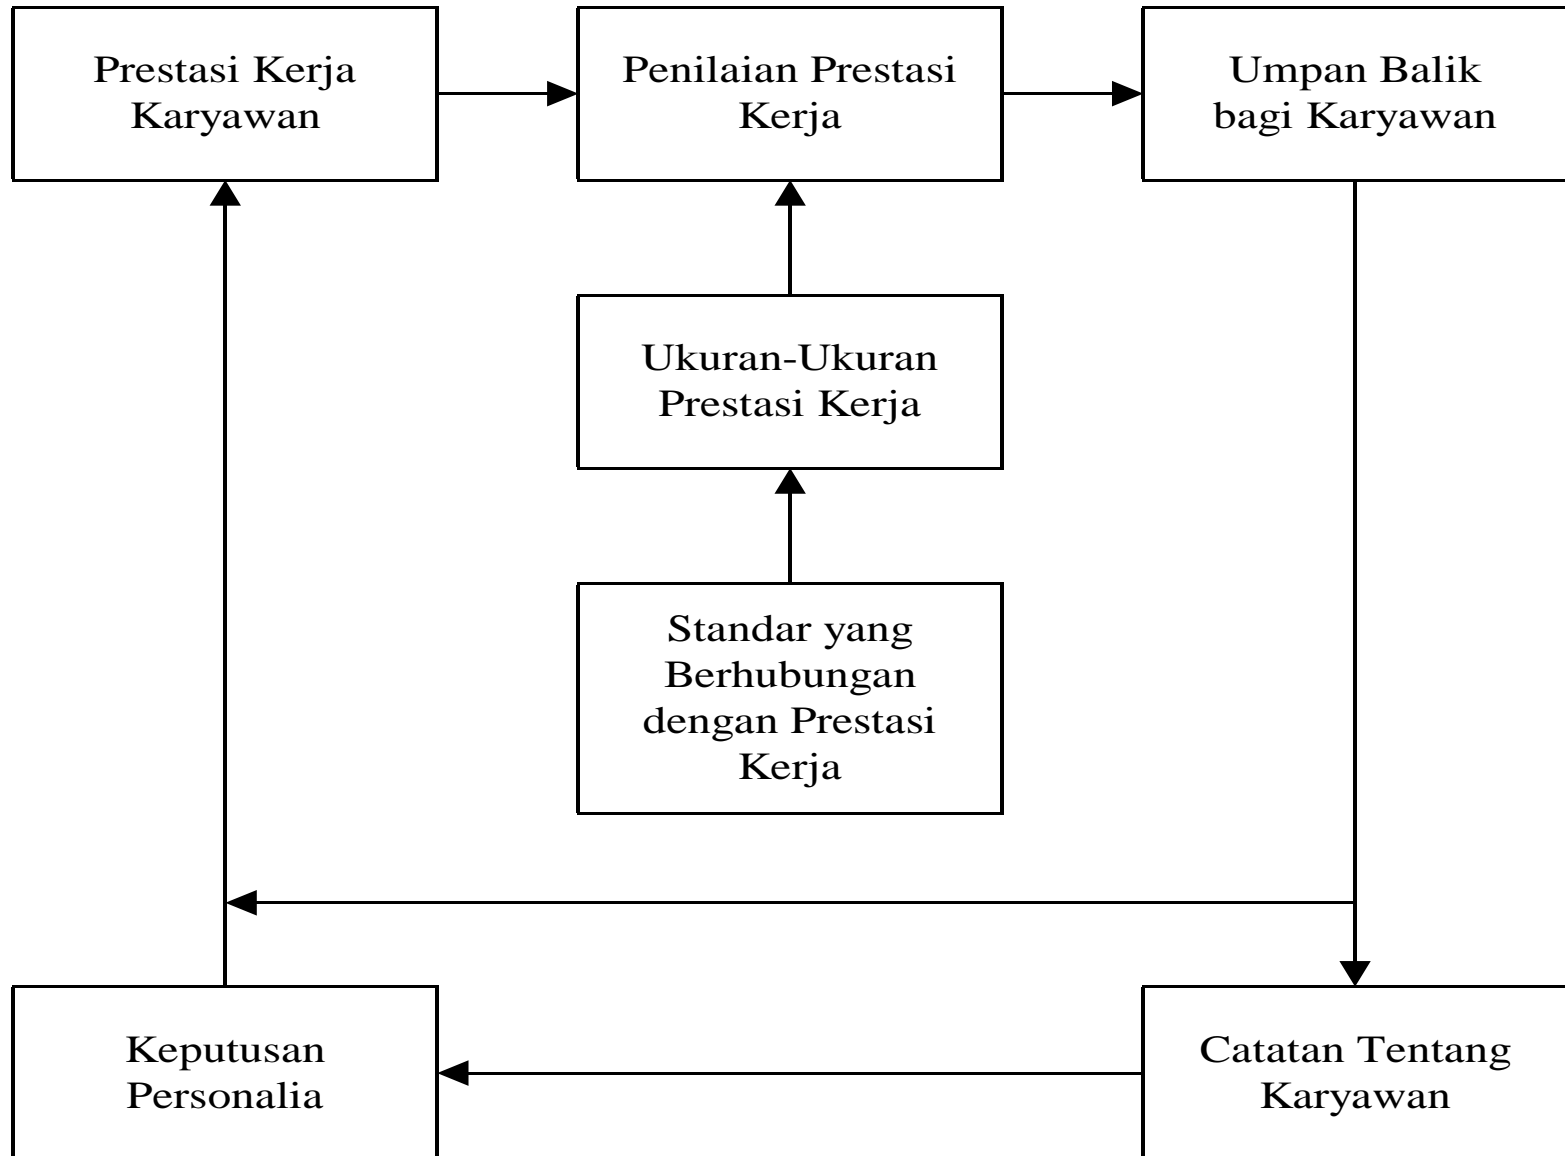 Prestasi Kerja
Karyawan
Penilaian Prestasi
Kerja
Umpan Balik
bagi Karyawan
Ukuran-Ukuran
Prestasi Kerja
Standar yang
Berhubungan
dengan Prestasi
Kerja
Keputusan
Personalia
Catatan Tentang
Karyawan